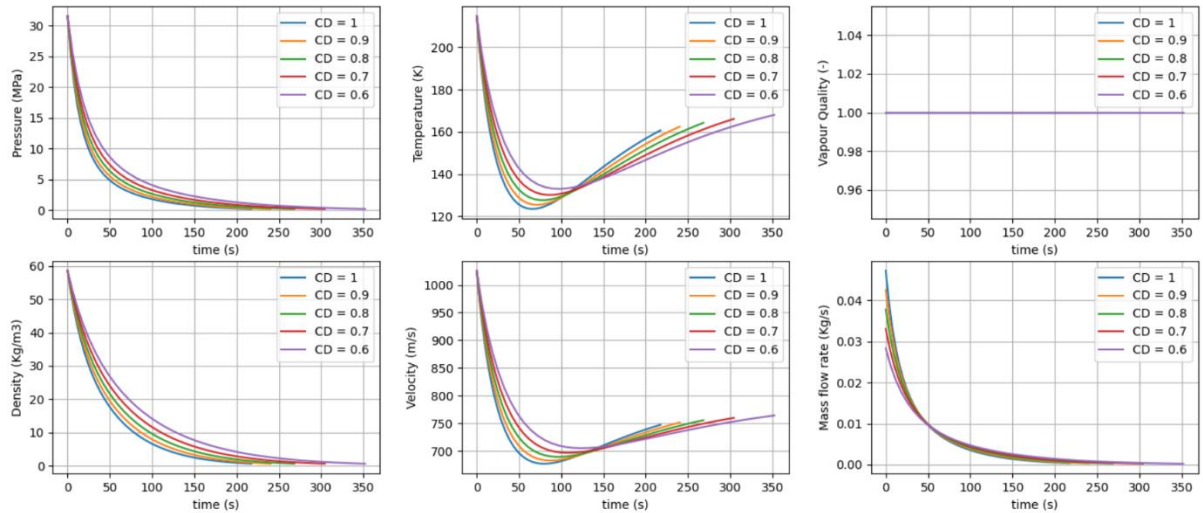 30
25
20
15
10
5
0
Pressure (MPa)
0 50 100 150 200 250 300 350
time (s)
CD = 1
CD = 0.9
CD = 0.8
CD = 0.7
CD = 0.6
200
180
160
140
120
Temperature (K)
0 50 100 150 200 250 300 350
time (s)
CD = 1
CD = 0.9
CD = 0.8
CD = 0.7
CD = 0.6
1.04
1.02
1.00
0.98
0.96
Vapour Quality (-)
0 50 100 150 200 250 300 350
time (s)
CD = 1
CD = 0.9
CD = 0.8
CD = 0.7
CD = 0.6
60
50
40
30
20
10
0
Density (Kg/m3)
0 50 100 150 200 250 300 350
time (s)
CD = 1
CD = 0.9
CD = 0.8
CD = 0.7
CD = 0.6
1000
950
900
850
800
750
700
Velocity (m/s)
0 50 100 150 200 250 300 350
time (s)
CD = 1
CD = 0.9
CD = 0.8
CD = 0.7
CD = 0.6
0.04
0.03
0.02
0.01
0.00
Mass flow rate (Kg/s)
0 50 100 150 200 250 300 350
time (s)
CD = 1
CD = 0.9
CD = 0.8
CD = 0.7
CD = 0.6